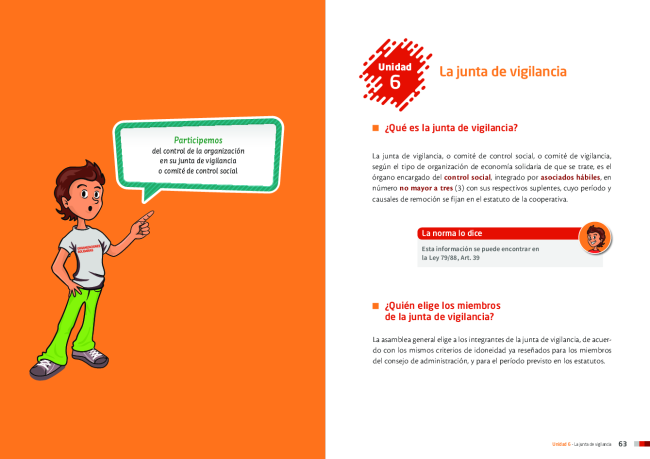 Participemos
del control de la organización
en su junta de vigilancia
o comité de control social
Unidad
6
La junta de vigilancia
¿Qué es la junta de vigilancia?
La junta de vigilancia, o comité de control social, o comité de vigilancia,
según el tipo de organización de economía solidaria de que se trate, es el
órgano encargado del control social, integrado por asociados hábiles, en
número no mayor a tres (3) con sus respectivos suplentes, cuyo período y
causales de remoción se fijan en el estatuto de la cooperativa.
La norma lo dice
Esta información se puede encontrar en
la Ley 79/88, Art. 39
¿Quién elige los miembros
de la junta de vigilancia?
La asamblea general elige a los integrantes de la junta de vigilancia, de acuer-
do con los mismos criterios de idoneidad ya reseñados para los miembros
del consejo de administración, y para el período previsto en los estatutos.
Unidad 6 - La junta de vigilancia 63